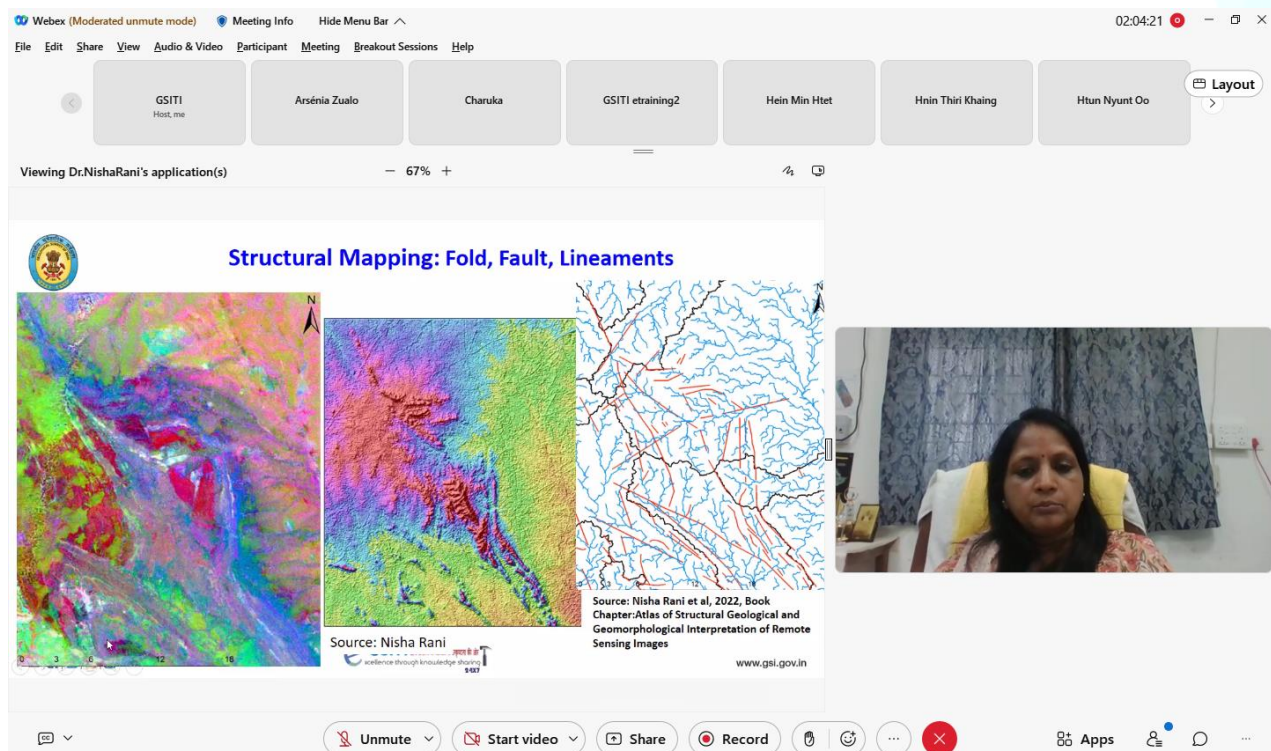 Webex (Moderated unmute mode) Meeting Info Hide Menu Bar
02:04:21
File Edit Share View Audio & Video Participant Meeting Breakout Sessions Help
GSITI
Host, me
Arsénia Zualo
Charuka
GSITI etraining2
Hein Min Htet
Hnin Thiri Khaing
Htun Nyunt Oo
Layout
Viewing Dr.NishaRani's application(s)
67%
Structural Mapping: Fold, Fault, Lineaments
N
0 3 6 12 18
Source: Nisha Rani
xcellence through knowledge sharing
24X7
Source: Nisha Rani et al, 2022, Book
Chapter:Atlas of Structural Geological and
Geomorphological Interpretation of Remote
Sensing Images
www.gsi.gov.in
Unmute Start video Share Record Apps